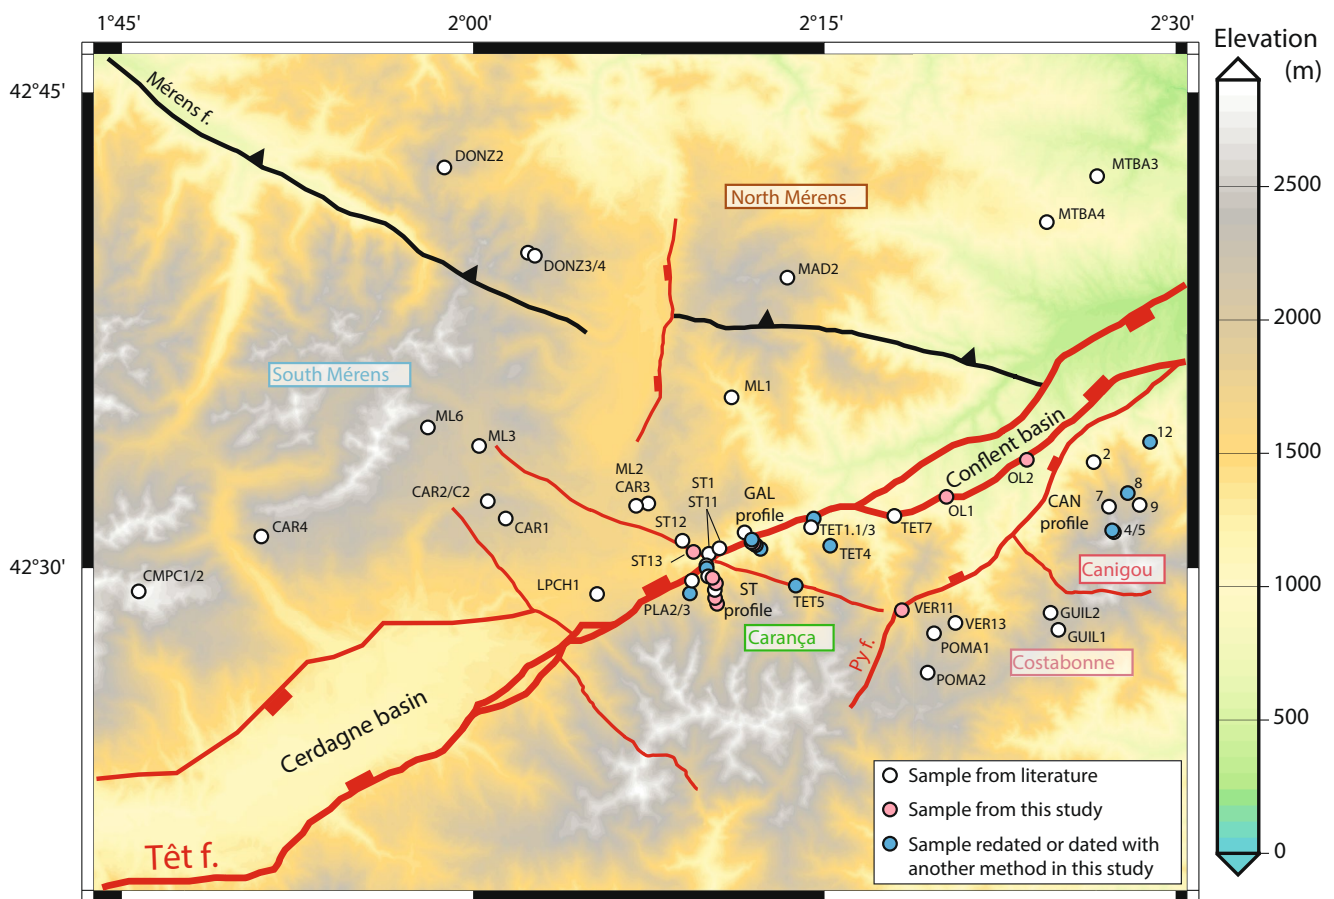 1°45'
2°00'
2°15'
2°30'
Elevation
(m)
42°45'
42°30'
2500
2000
1500
1000
500
0
Mérens f.
DONZ2
DONZ3/4
North Mérens
MTBA3
MTBA4
MAD2
South Mérens
ML1
ML6
ML3
CAR2/C2
CAR1
CAR4
CMPC1/2
ML2
CAR3
ST1
ST11
ST12
ST13
GAL
profile
LPCH1
PLA2/3
ST
profile
TET1.1/3
TET4
TET5
TET7
OL1
OL2
Conflent basin
12
2
8
7
9
4/5
CAN
profile
Canigou
Carança
VER11
VER13
POMA1
POMA2
GUIL2
GUIL1
Costabonne
Py f.
Cerdagne basin
Têt f.
Sample from literature
Sample from this study
Sample redated or dated with
another method in this study